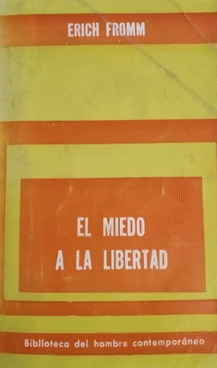 ERICH FROMM
EL MIEDO
A LA LIBERTAD
Biblioteca del hombre contemporáneo